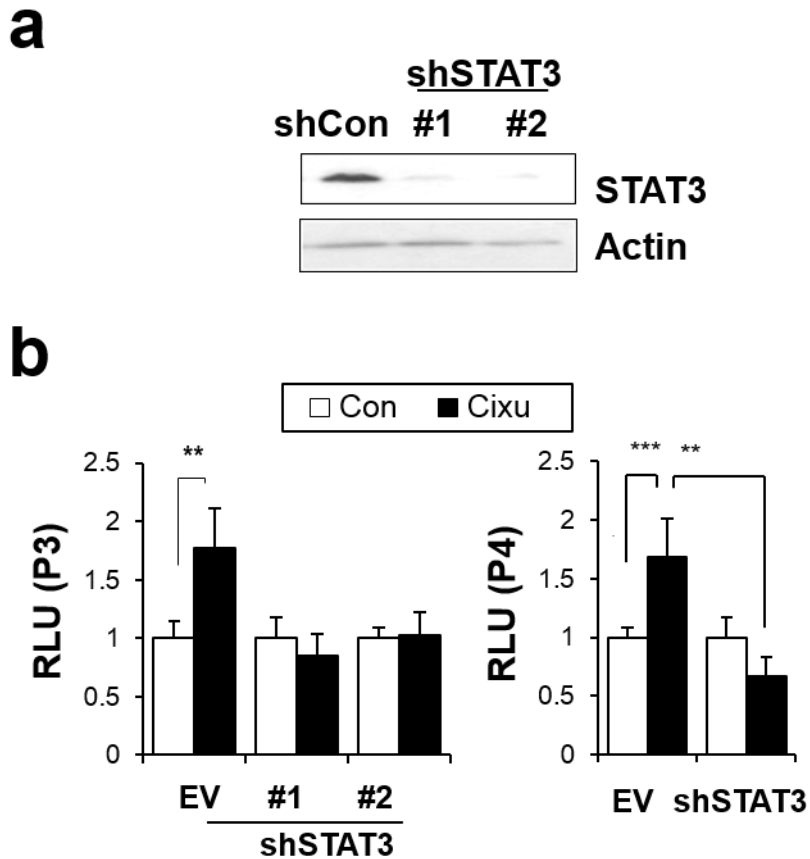 a
shSTAT3
shCon #1 #2
STAT3
Actin
b
Con Cixu
RLU (P3)
2.5
2
1.5
1
0.5
0
**
EV #1 #2
shSTAT3
RLU (P4)
2.5
2
1.5
1
0.5
0
*** **
EV shSTAT3